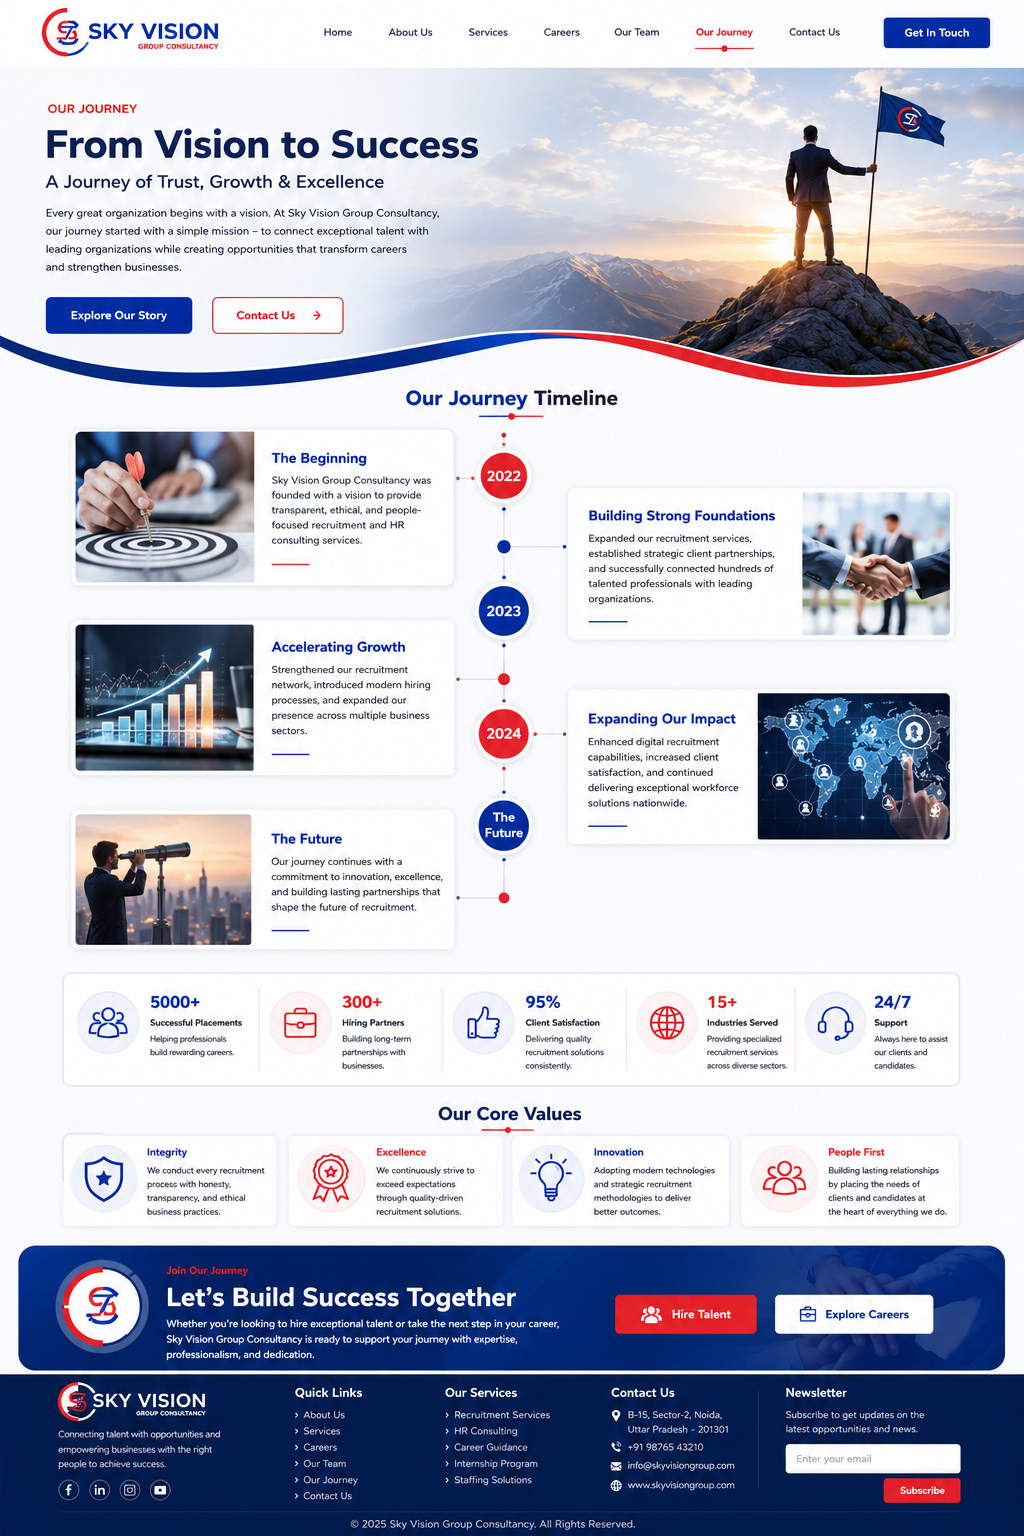 SKY VISION
GROUP CONSULTANCY
Home
About Us
Services
Careers
Our Team
Our Journey
Contact Us
Get In Touch
OUR JOURNEY
From Vision to Success
A Journey of Trust, Growth & Excellence
Every great organization begins with a vision. At Sky Vision Group Consultancy,
our journey started with a simple mission – to connect exceptional talent with
leading organizations while creating opportunities that transform careers
and strengthen businesses.
Explore Our Story
Contact Us
Our Journey Timeline
2022
The Beginning
Sky Vision Group Consultancy was
founded with a vision to provide
transparent, ethical, and people-
focused recruitment and HR
consulting services.
Building Strong Foundations
Expanded our recruitment services,
established strategic client partnerships,
and successfully connected hundreds of
talented professionals with leading
organizations.
2023
Accelerating Growth
Strengthened our recruitment
network, introduced modern hiring
processes, and expanded our
presence across multiple business
sectors.
2024
Expanding Our Impact
Enhanced digital recruitment
capabilities, increased client
satisfaction, and continued
delivering exceptional workforce
solutions nationwide.
The
Future
The Future
Our journey continues with a
commitment to innovation, excellence,
and building lasting partnerships that
shape the future of recruitment.
5000+
Successful Placements
Helping professionals
build rewarding careers.
300+
Hiring Partners
Building long-term
partnerships with
businesses.
95%
Client Satisfaction
Delivering quality
recruitment solutions
consistently.
15+
Industries Served
Providing specialized
recruitment services
across diverse sectors.
24/7
Support
Always here to assist
our clients and
candidates.
Our Core Values
Integrity
We conduct every recruitment
process with honesty,
transparency, and ethical
business practices.
Excellence
We continuously strive to
exceed expectations
through quality-driven
recruitment solutions.
Innovation
Adopting modern technologies
and strategic recruitment
methodologies to deliver
better outcomes.
People First
Building lasting relationships
by placing the needs of
clients and candidates at
the heart of everything we do.
Join Our Journey
Let's Build Success Together
Whether you're looking to hire exceptional talent or take the next step in your career,
Sky Vision Group Consultancy is ready to support your journey with expertise,
professionalism, and dedication.
Hire Talent
Explore Careers
SKY VISION
GROUP CONSULTANCY
Connecting talent with opportunities and
empowering businesses with the right
people to achieve success.
Quick Links
About Us
Services
Careers
Our Team
Our Journey
Contact Us
Our Services
Recruitment Services
HR Consulting
Career Guidance
Internship Program
Staffing Solutions
Contact Us
B-15, Sector-2, Noida,
Uttar Pradesh - 201301
+91 98765 43210
info@skyvisiongroup.com
www.skyvisiongroup.com
Newsletter
Subscribe to get updates on the
latest opportunities and news.
Enter your email
Subscribe
© 2025 Sky Vision Group Consultancy. All Rights Reserved.